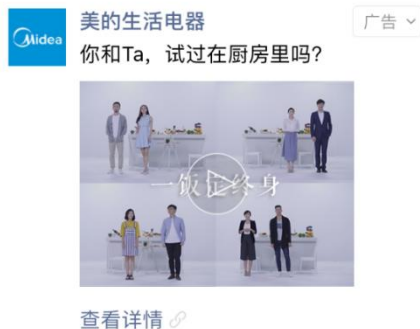 Midea
美的生活电器
广告
你和Ta，试过在厨房里吗？
一饭定终身
查看详情